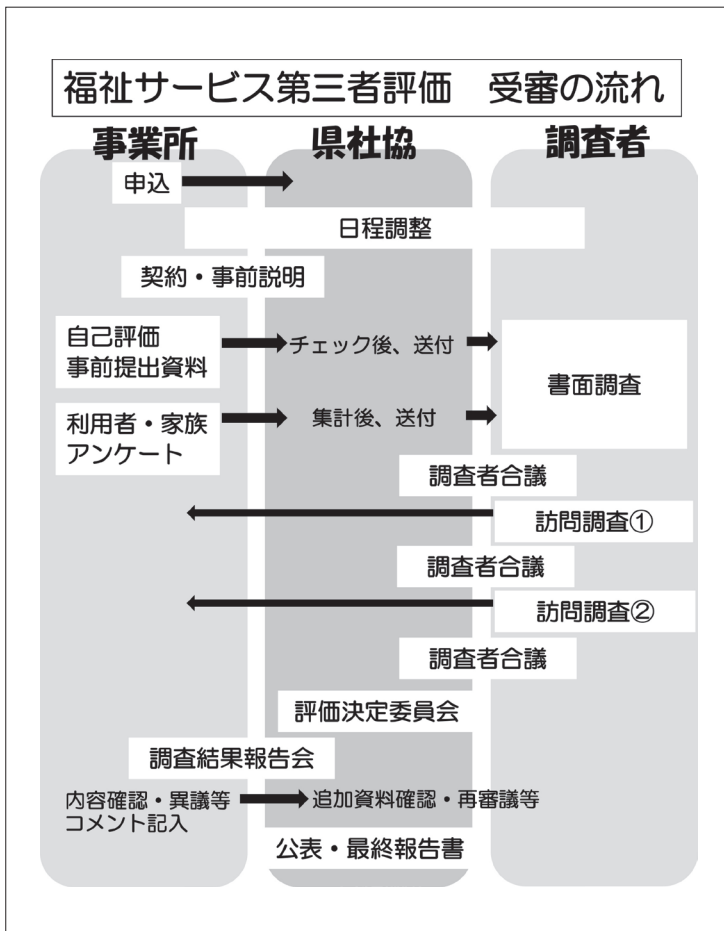 福祉サービス第三者評価　受審の流れ
事業所
県社協
調査者
申込
日程調整
契約・事前説明
自己評価
事前提出資料
チェック後、送付
書面調査
利用者・家族
アンケート
集計後、送付
調査者合議
訪問調査①
調査者合議
訪問調査②
調査者合議
評価決定委員会
調査結果報告会
内容確認・異議等
コメント記入
追加資料確認・再審議等
公表・最終報告書